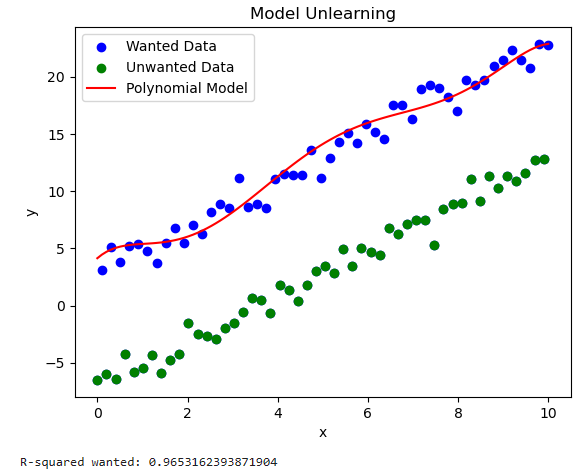 Model Unlearning
Wanted Data
Unwanted Data
Polynomial Model
20
15
10
5
0
−5
y
0
2
4
6
8
10
x
R-squared wanted: 0.9653162393871904